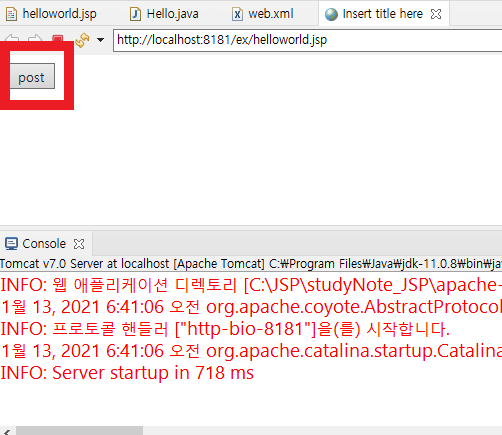 helloworld.jsp Hello.java web.xml Insert title here
http://localhost:8181/ex/helloworld.jsp
post
Console
Tomcat v7.0 Server at localhost [Apache Tomcat] C:₩Program Files₩Java₩jdk-11.0.8₩bin₩jav
INFO: 웹 애플리케이션 디렉토리 [C:₩JSP₩studyNote_JSP₩apache-
1월 13, 2021 6:41:06 오전 org.apache.coyote.AbstractProtocol
INFO: 프로토콜 핸들러 ["http-bio-8181"]을(를) 시작합니다.
1월 13, 2021 6:41:06 오전 org.apache.catalina.startup.Catalina
INFO: Server startup in 718 ms